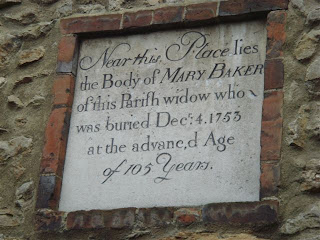 Near this Place lies
the Body of MARY BAKER
of this Parish widow who
was buried Decr: 4. 1753
at the advanc,d Age
of 105 Years.